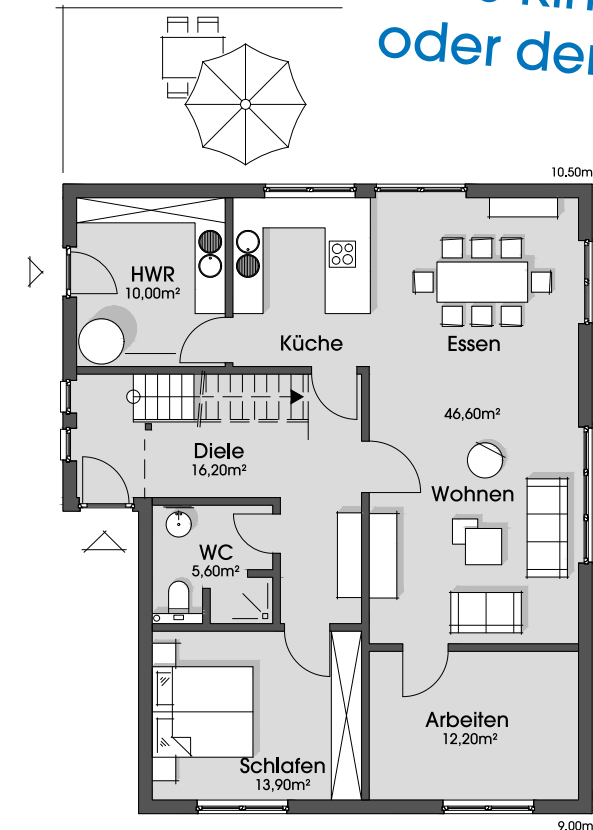 oder
10.50m
HWR
10,00m²
Küche
Essen
46,60m²
Diele
16,20m²
Wohnen
WC
5,60m²
Arbeiten
12,20m²
Schlafen
13,90m²
9.00m